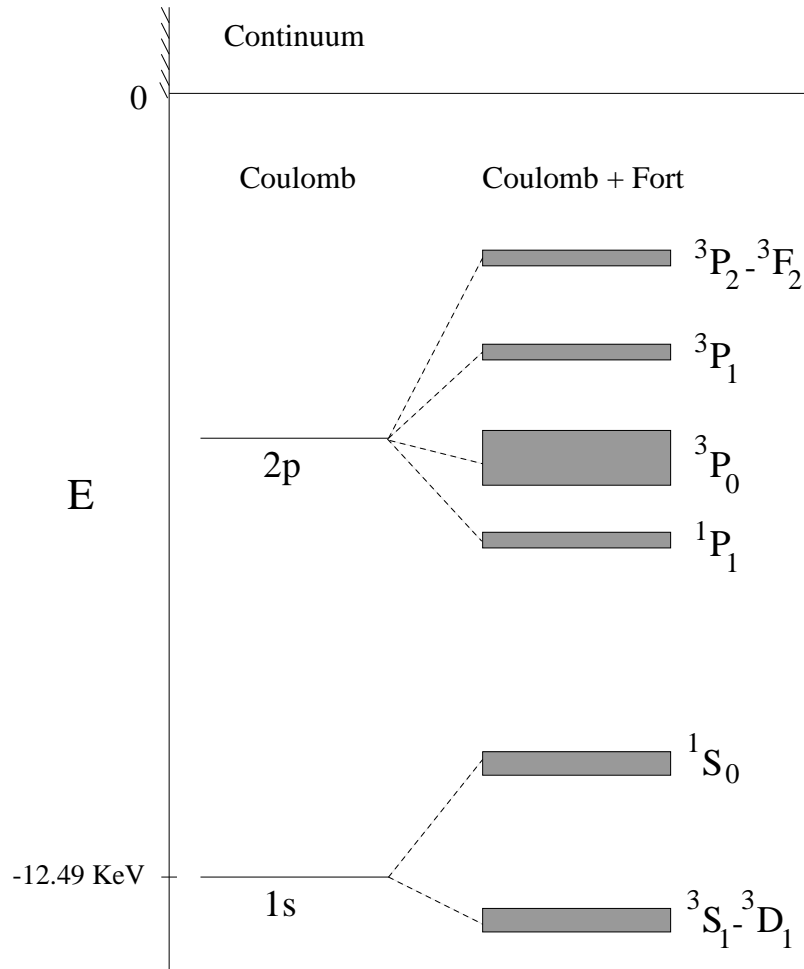 Continuum
0
Coulomb
Coulomb + Fort
³P₂-³F₂
³P₁
2p
³P₀
E
¹P₁
¹S₀
-12.49 KeV
1s
³S₁-³D₁